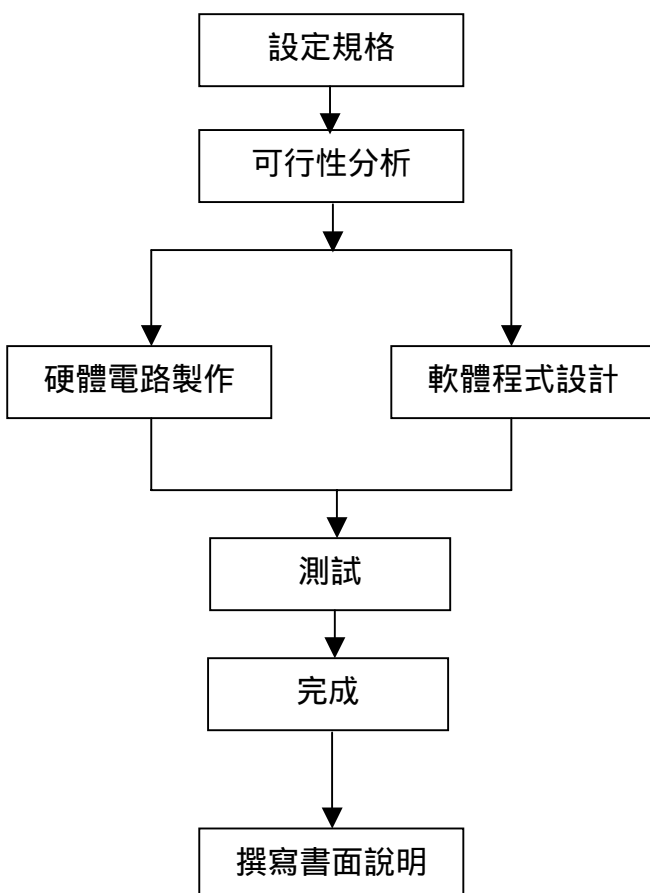 設定規格
可行性分析
硬體電路製作
軟體程式設計
測試
完成
撰寫書面說明